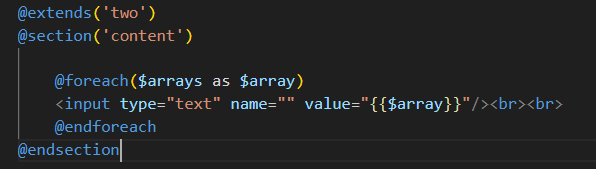 @extends('two')
@section('content')
@foreach($arrays as $array)
<input type="text" name="" value="{{$array}}"/><br><br>
@endforeach
@endsection